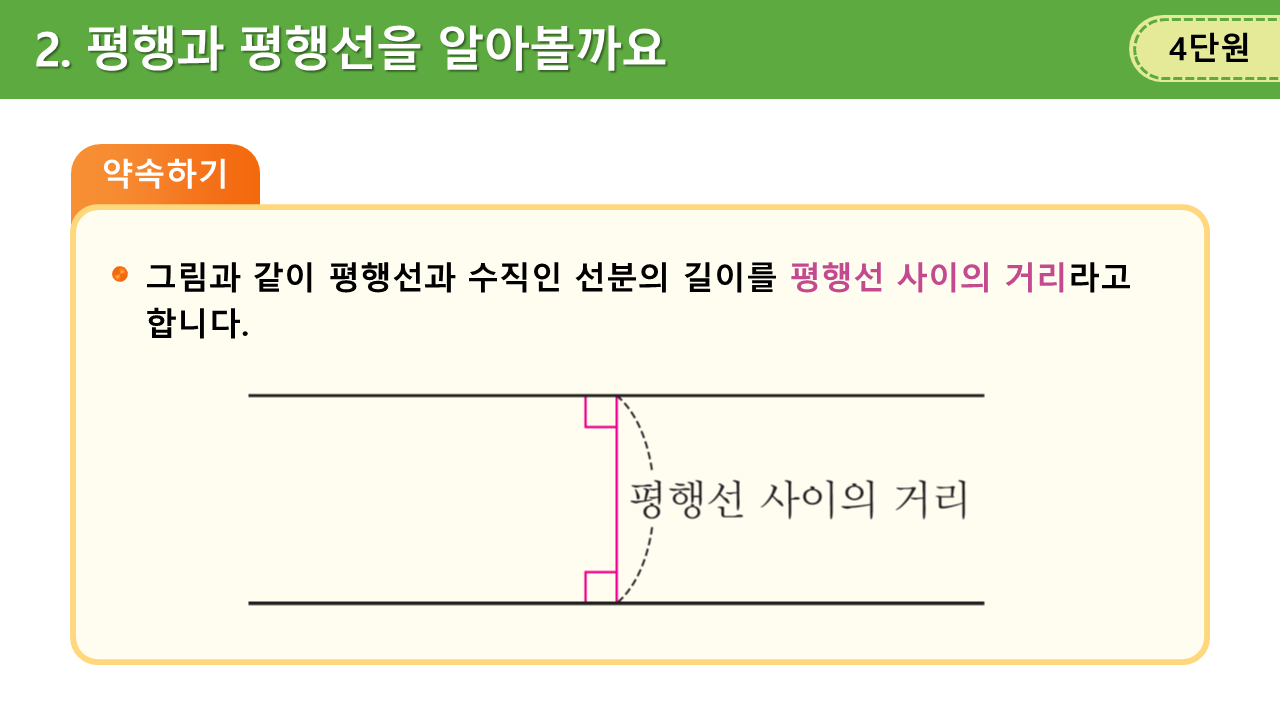 2. 평행과 평행선을 알아볼까요
4단원
약속하기
그림과 같이 평행선과 수직인 선분의 길이를 평행선 사이의 거리라고
합니다.
평행선 사이의 거리